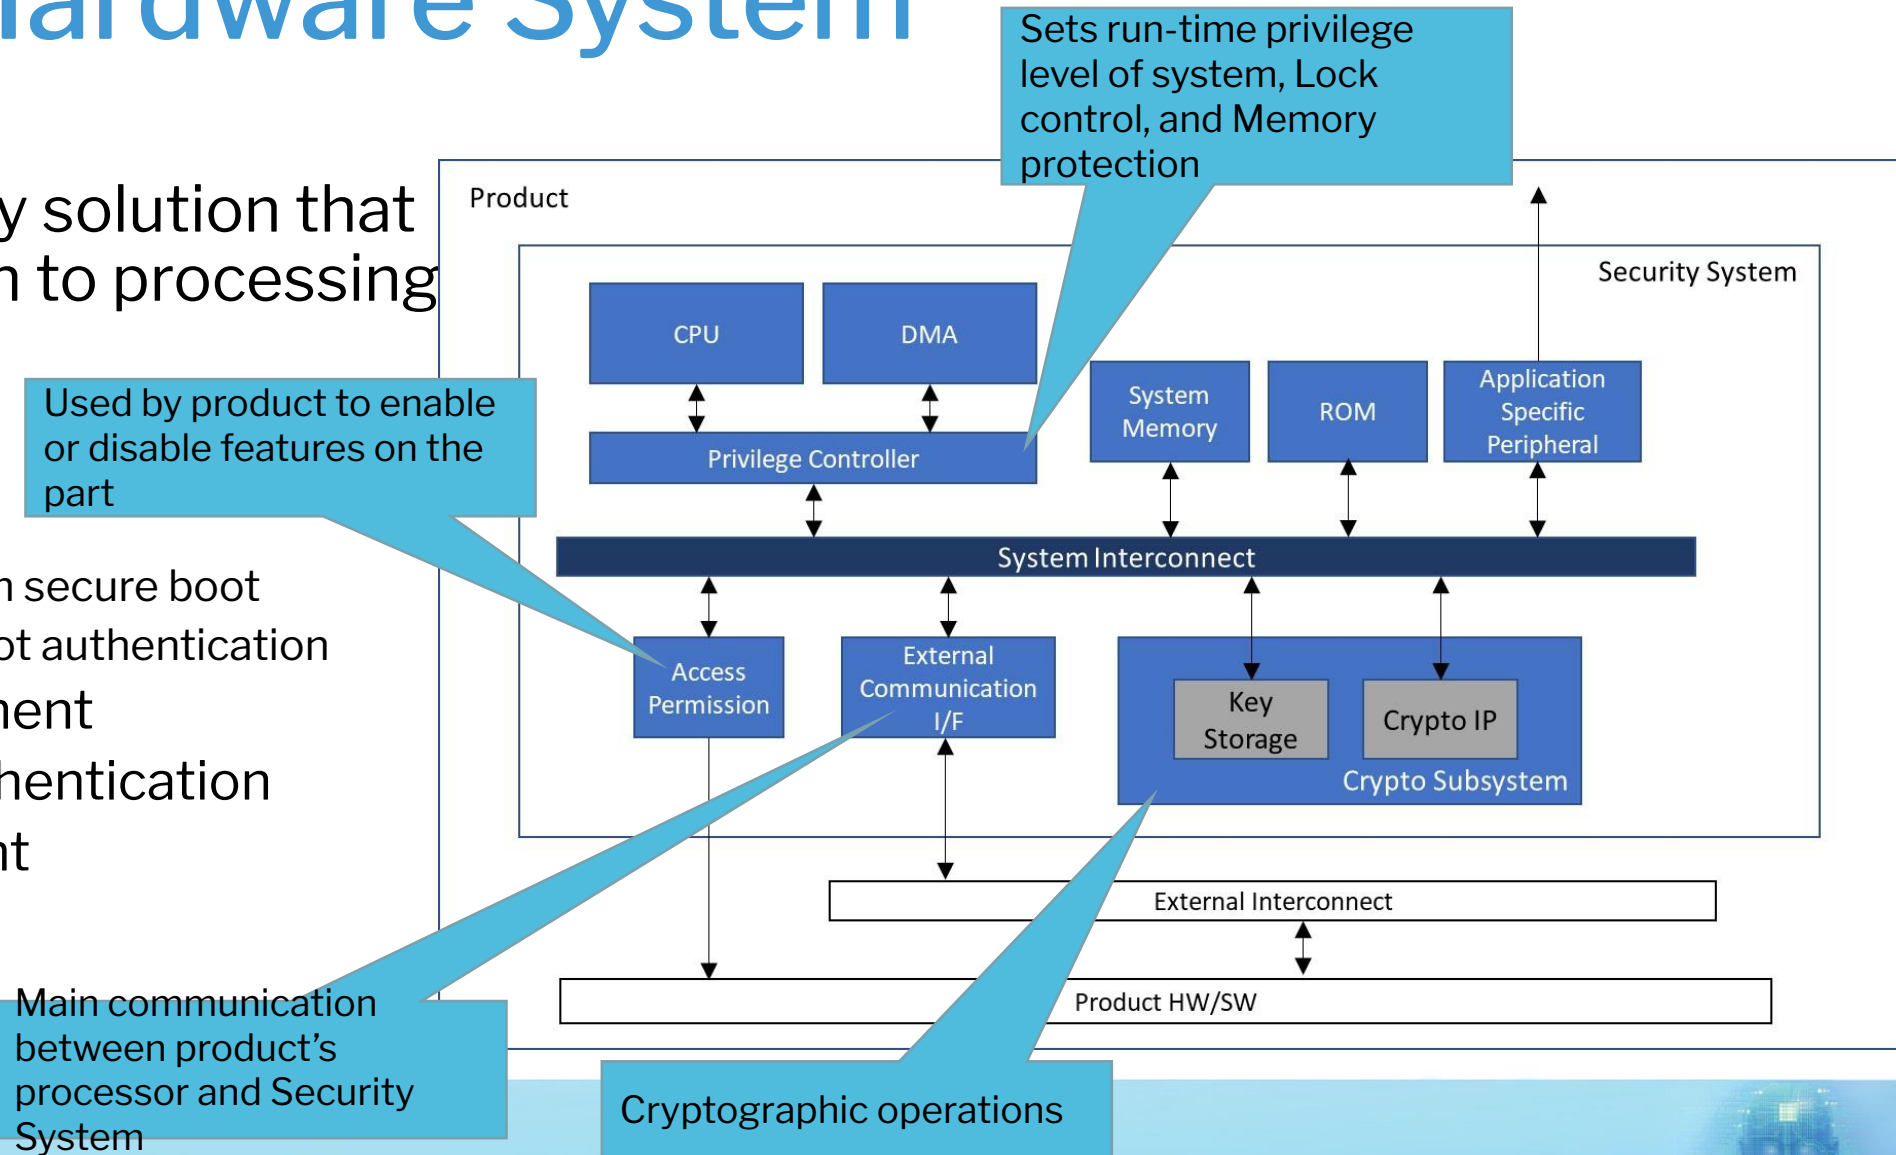 Hardware System
Sets run-time privilege
level of system, Lock
control, and Memory
protection
y solution that
n to processing
Product
Security System
CPU
DMA
System
Memory
ROM
Application
Specific
Peripheral
Used by product to enable
or disable features on the
part
Privilege Controller
System Interconnect
n secure boot
ot authentication
nent
hentication
nt
Access
Permission
External
Communication
I/F
Key
Storage
Crypto IP
Crypto Subsystem
External Interconnect
Product HW/SW
Main communication
between product’s
processor and Security
System
Cryptographic operations